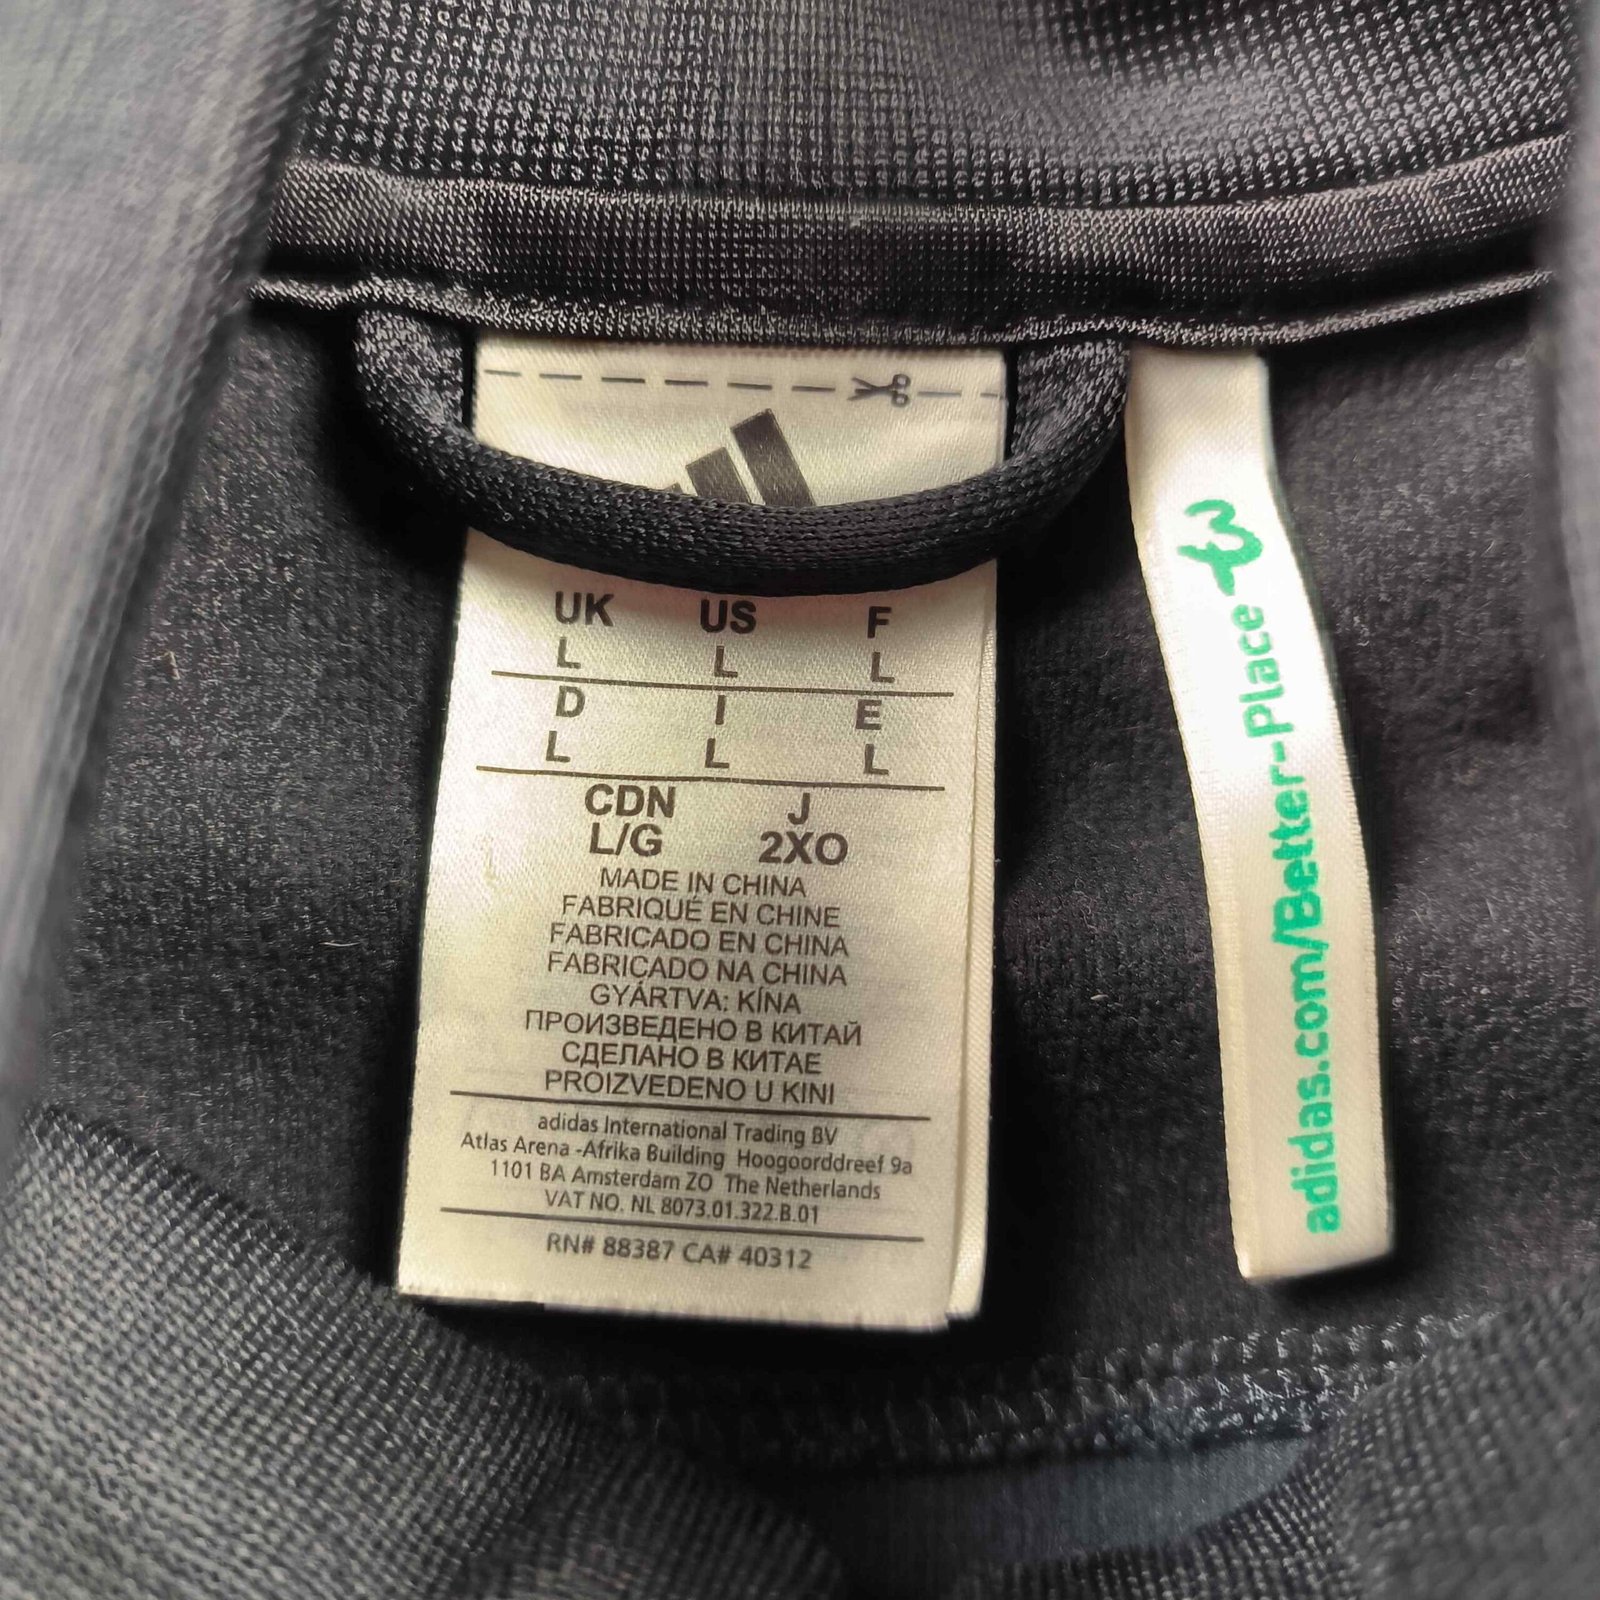 UK US F
L L L
D I E
L L L
CDN J
L/G 2XO
MADE IN CHINA
FABRIQUÉ EN CHINE
FABRICADO EN CHINA
FABRICADO NA CHINA
GYÁRTVA: KÍNA
ПРОИЗВЕДЕНО В КИТАЙ
СДЕЛАНО В КИТАЕ
PROIZVEDENO U KINI
adidas International Trading BV
Atlas Arena -Afrika Building Hoogoorddreef 9a
1101 BA Amsterdam ZO The Netherlands
VAT NO. NL 8073.01.322.B.01
RN# 88387 CA# 40312
adidas.com/Better-Place